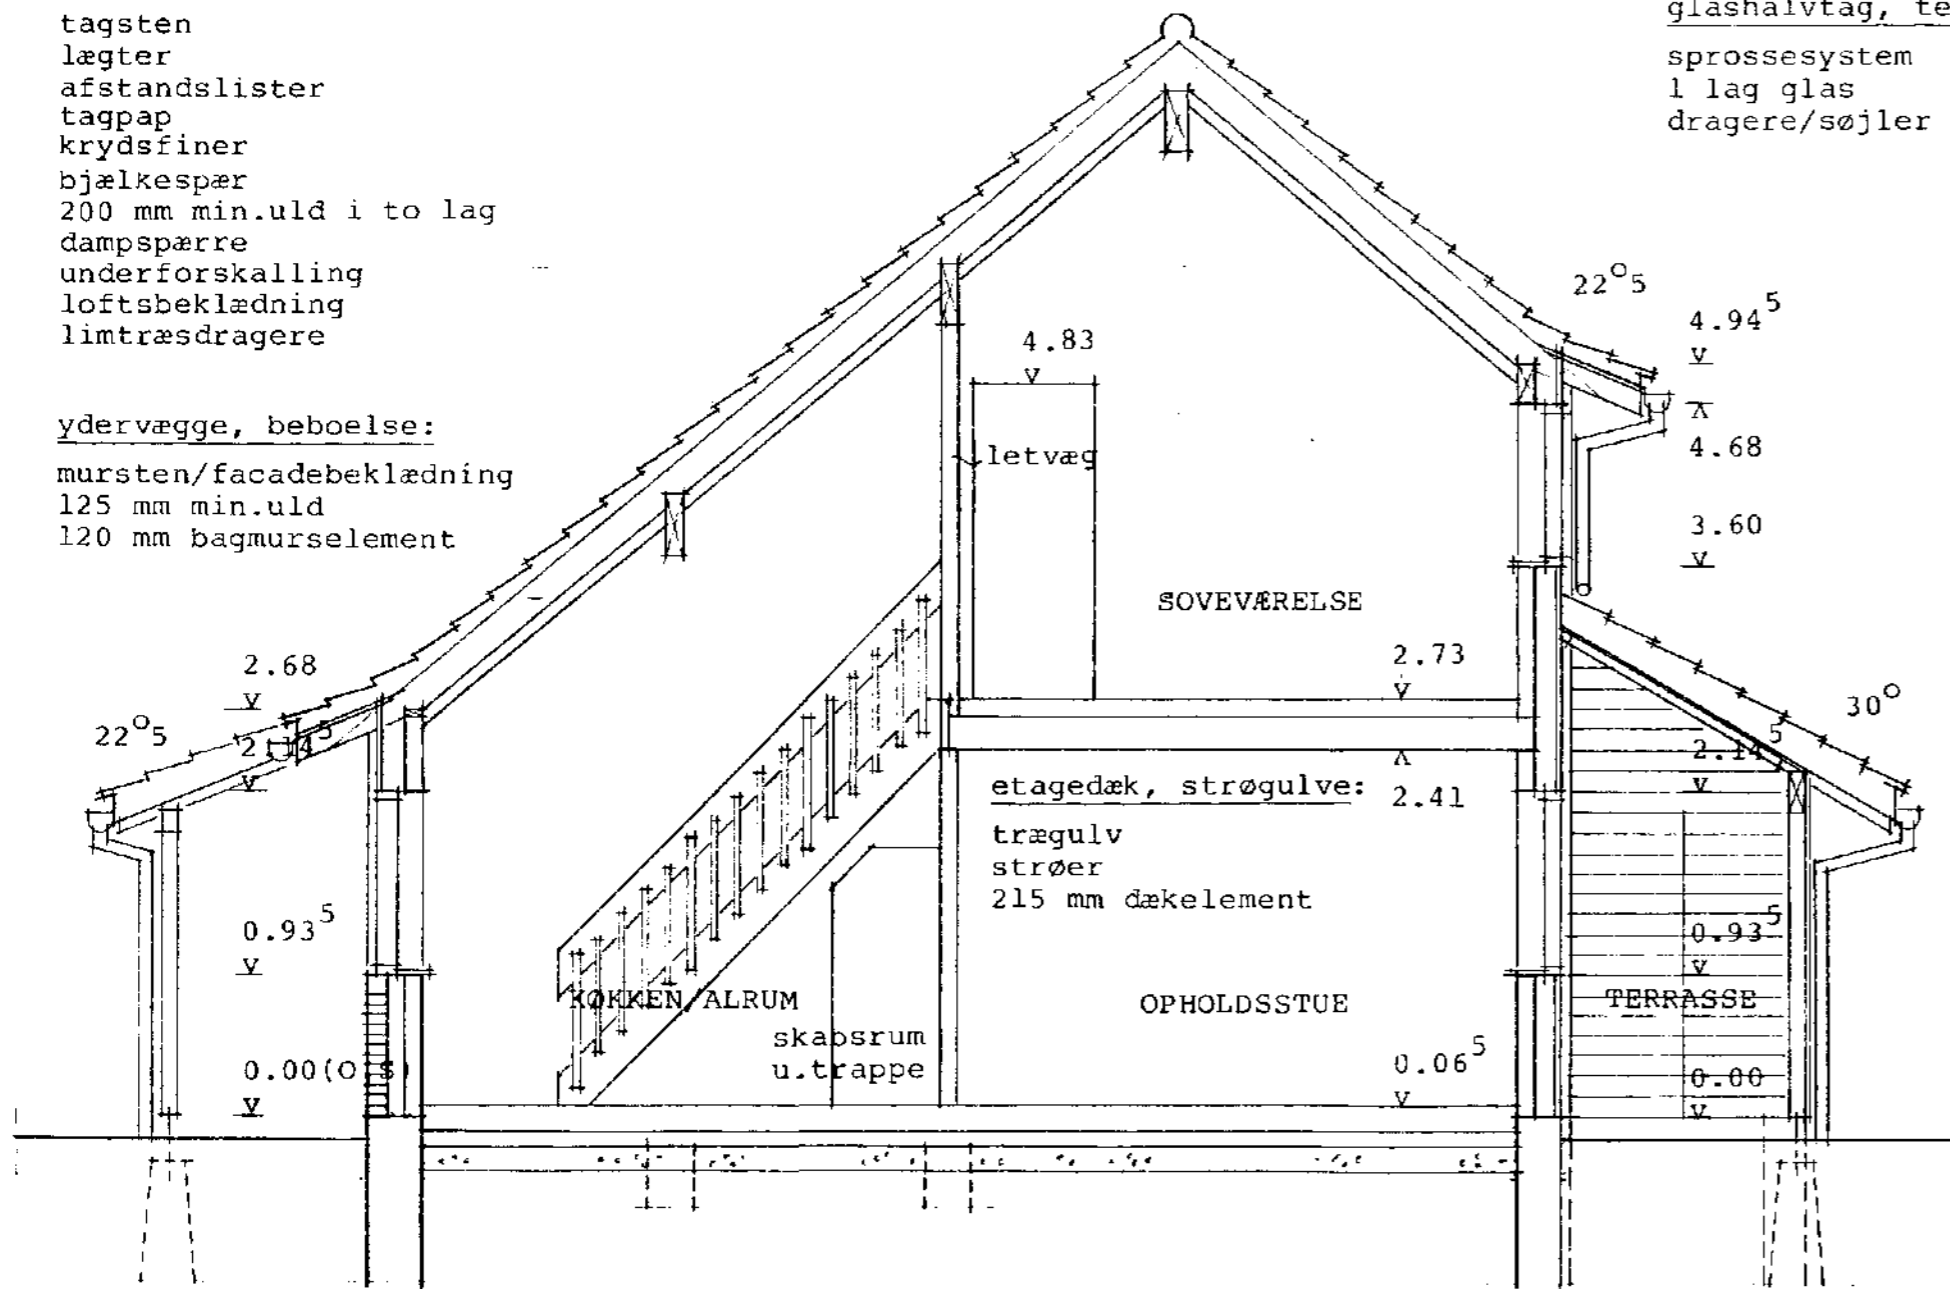 tagsten
lægter
afstandslister
tagpap
krydsfiner
bjælkespær
200 mm min.uld i to lag
dampspærre
underforskalling
loftsbeklædning
limtræsdragere
ydervægge, beboelse:
mursten/facadebeklædning
125 mm min.uld
120 mm bagmurselement
glashalvtag, te
sprossesystem
1 lag glas
dragere/søjler
22°5
4.94⁵
4.68
3.60
4.83
letvæg
SOVEVÆRELSE
2.73
2.41
2.68
22°5
2.14⁵
30°
2.14⁵
etagedæk, strøgulve:
trægulv
strøer
215 mm dækelement
0.93⁵
0.93⁵
KØKKEN/ALRUM
OPHOLDSSTUE
TERRASSE
skabsrum
u.trappe
0.00(O S)
0.06⁵
0.00